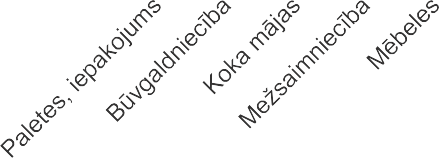 Paletes, iepakojums
Būvgaldniecība
Koka mājas
Mežsaimniecība
Mēbeles